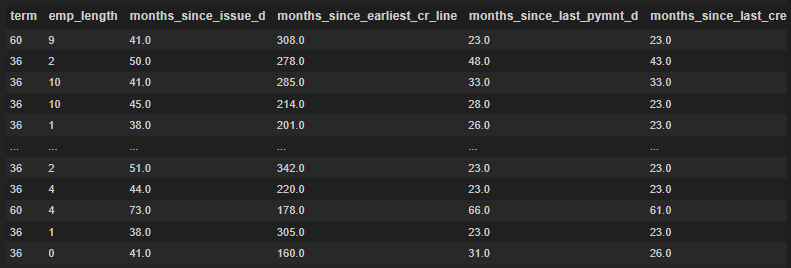 term emp_length months_since_issue_d months_since_earliest_cr_line months_since_last_pymnt_d months_since_last_cre
60 9 41.0 308.0 23.0 23.0
36 2 50.0 278.0 48.0 43.0
36 10 41.0 285.0 33.0 33.0
36 10 45.0 214.0 28.0 23.0
36 1 38.0 201.0 26.0 23.0
... ... ... ... ... ...
36 2 51.0 342.0 23.0 23.0
36 4 44.0 220.0 23.0 23.0
60 4 73.0 178.0 66.0 61.0
36 1 38.0 305.0 23.0 23.0
36 0 41.0 160.0 31.0 26.0